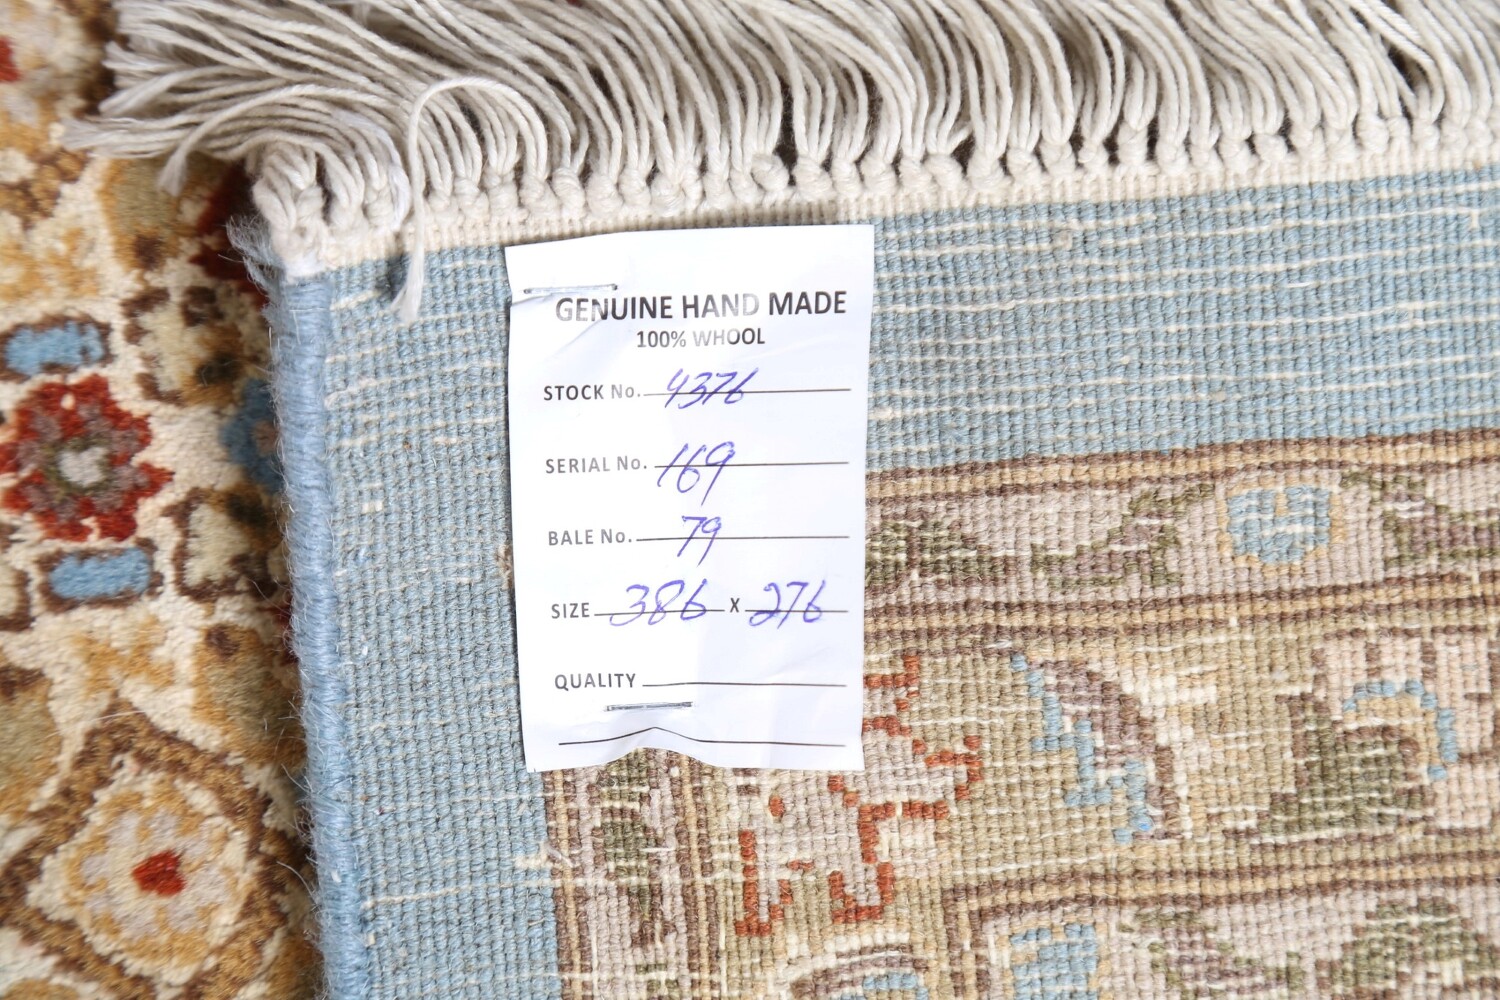 GENUINE HAND MADE
100% WHOOL
STOCK No. 4376
SERIAL No. 169
BALE No. 79
SIZE 386 x 276
QUALITY